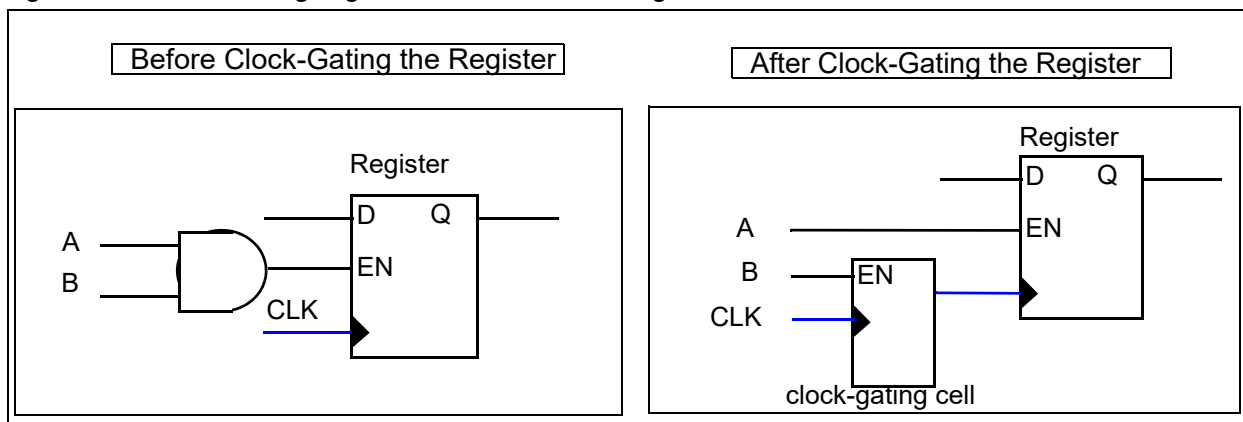 Before Clock-Gating the Register
After Clock-Gating the Register
Register
D Q
A
EN
B
CLK
Register
D Q
A
EN
B
EN
CLK
clock-gating cell